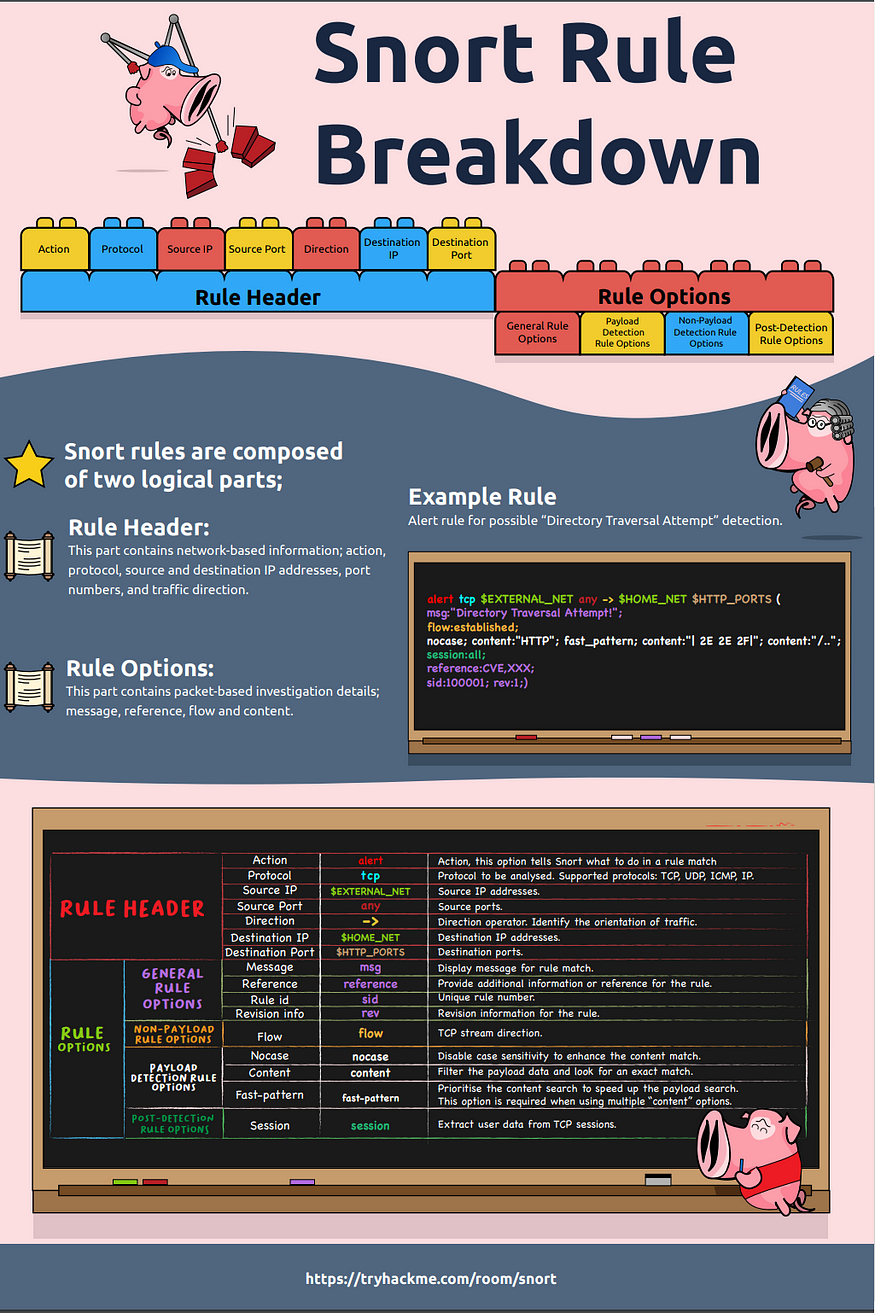 Snort Rule
Breakdown
Action Protocol Source IP Source Port Direction Destination IP Destination Port
Rule Header
Rule Options
General Rule Options
Payload Detection Rule Options
Non-Payload Detection Rule Options
Post-Detection Rule Options
RULES
Snort rules are composed
of two logical parts;
Rule Header:
This part contains network-based information; action,
protocol, source and destination IP addresses, port
numbers, and traffic direction.
Rule Options:
This part contains packet-based investigation details;
message, reference, flow and content.
Example Rule
Alert rule for possible “Directory Traversal Attempt” detection.
alert tcp $EXTERNAL_NET any -> $HOME_NET $HTTP_PORTS (
msg:"Directory Traversal Attempt!";
flow:established;
nocase; content:"HTTP"; fast_pattern; content:"| 2E 2E 2F|"; content:"/..";
session:all;
reference:CVE,XXX;
sid:100001; rev:1;)
RULE HEADER
Action alert Action, this option tells Snort what to do in a rule match
Protocol tcp Protocol to be analysed. Supported protocols: TCP, UDP, ICMP, IP.
Source IP $EXTERNAL_NET Source IP addresses.
Source Port any Source ports.
Direction -> Direction operator. Identify the orientation of traffic.
Destination IP $HOME_NET Destination IP addresses.
Destination Port $HTTP_PORTS Destination ports.
RULE
OPTIONS
GENERAL
RULE
OPTIONS
Message msg Display message for rule match.
Reference reference Provide additional information or reference for the rule.
Rule id sid Unique rule number.
Revision info rev Revision information for the rule.
NON-PAYLOAD
RULE OPTIONS
Flow flow TCP stream direction.
PAYLOAD
DETECTION RULE
OPTIONS
Nocase nocase Disable case sensitivity to enhance the content match.
Content content Filter the payload data and look for an exact match.
Fast-pattern fast-pattern Prioritise the content search to speed up the payload search.
This option is required when using multiple “content” options.
POST-DETECTION
RULE OPTIONS
Session session Extract user data from TCP sessions.
https://tryhackme.com/room/snort